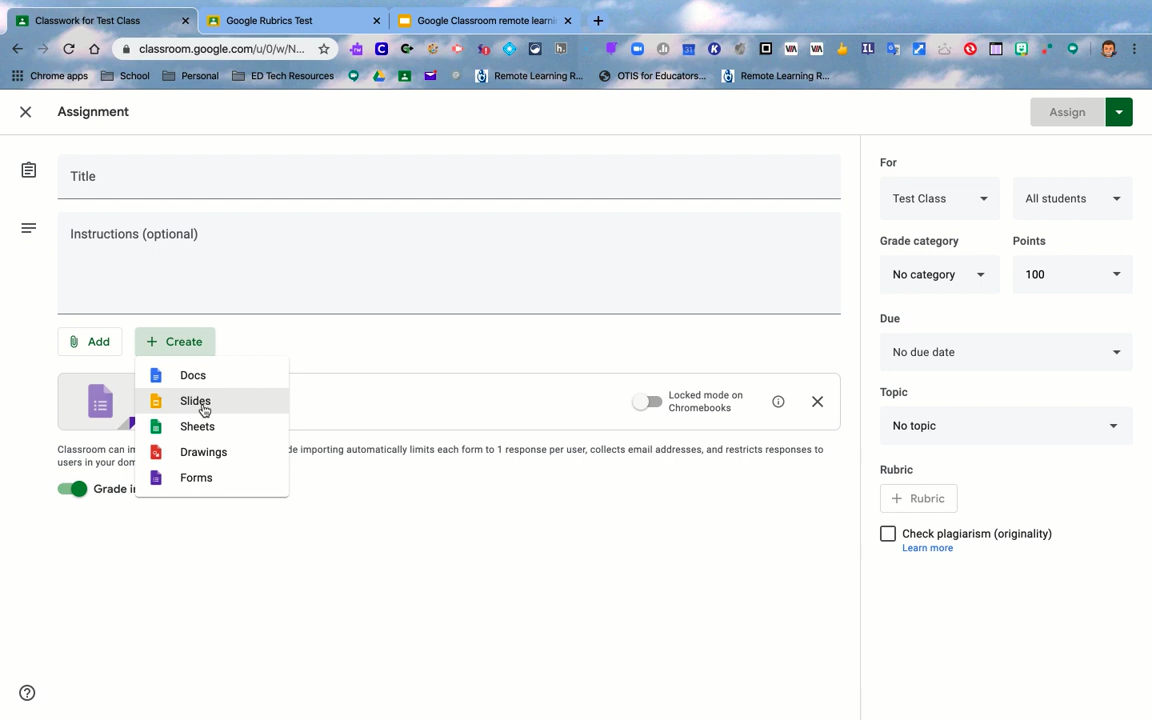 Classwork for Test Class
Google Rubrics Test
Google Classroom remote learni
classroom.google.com/u/0/w/N...
Chrome apps
School
Personal
ED Tech Resources
Remote Learning R...
OTIS for Educators...
Remote Learning R...
Assignment
Assign
Title
Instructions (optional)
Add
Create
Docs
Slides
Sheets
Drawings
Forms
Locked mode on
Chromebooks
Classroom can im
de importing automatically limits each form to 1 response per user, collects email addresses, and restricts responses to
users in your dom
Grade i
For
Test Class
All students
Grade category
Points
No category
100
Due
No due date
Topic
No topic
Rubric
Rubric
Check plagiarism (originality)
Learn more